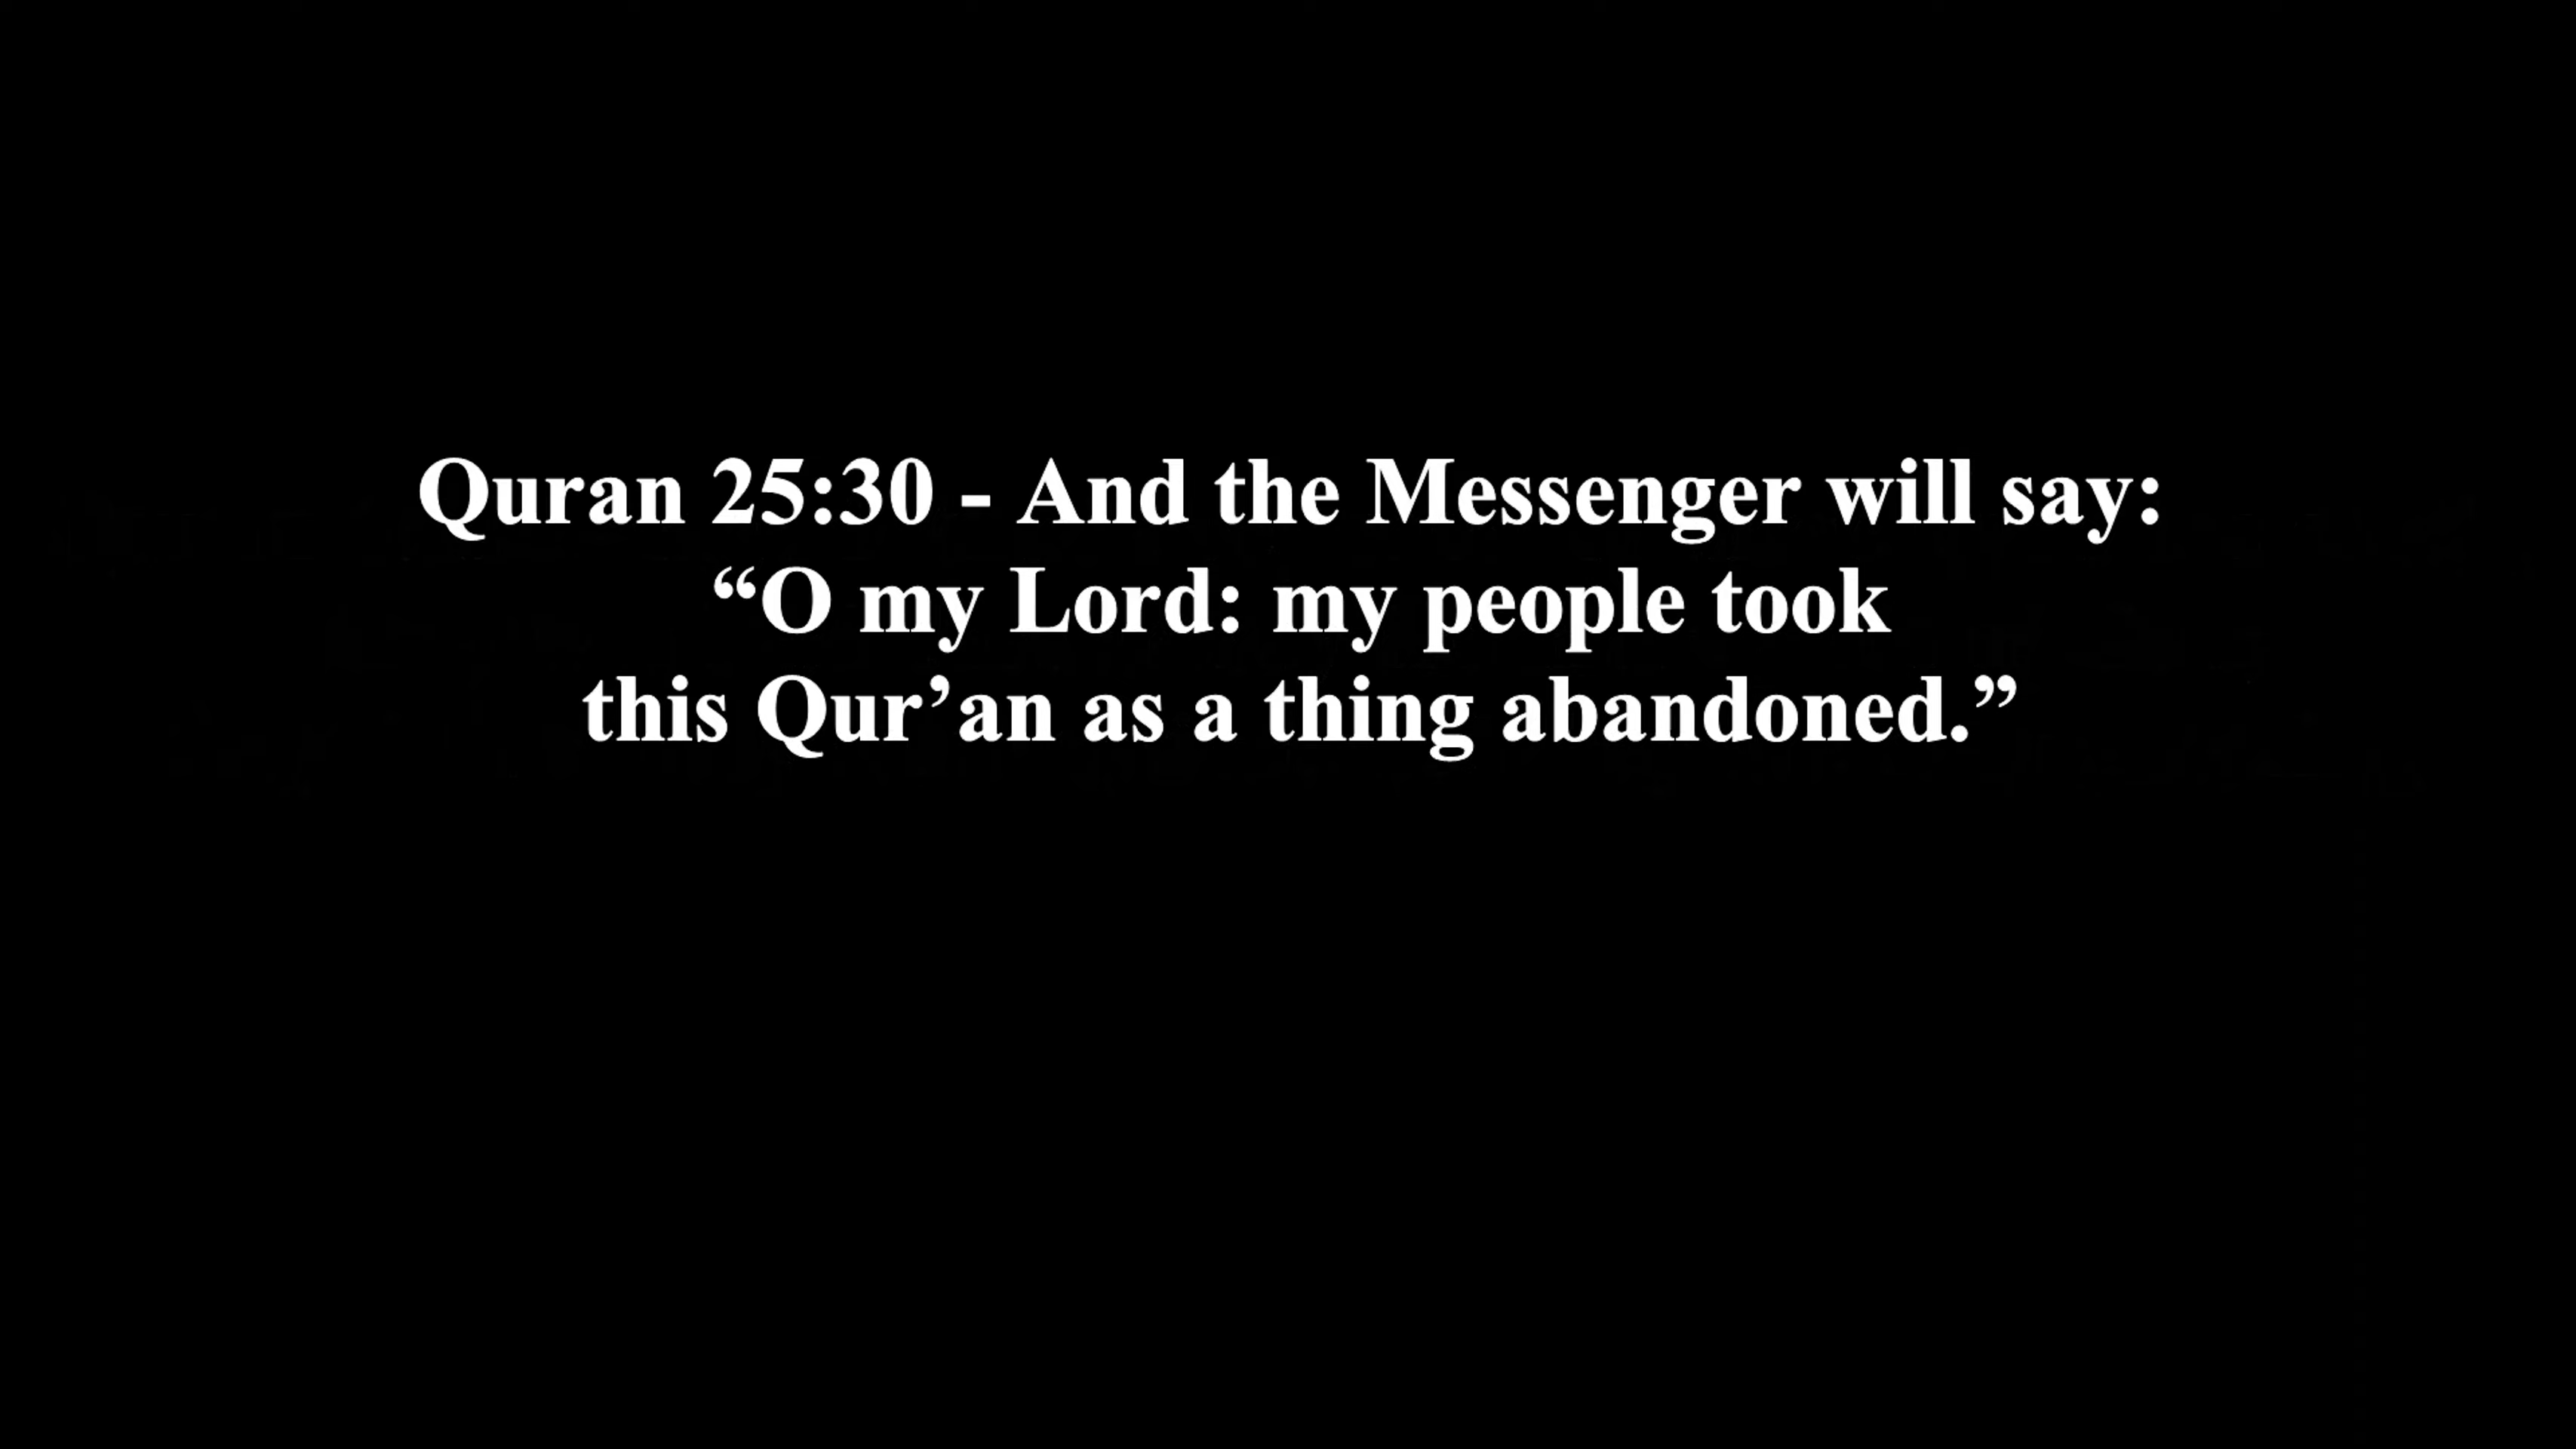 Quran 25:30 - And the Messenger will say:
“O my Lord: my people took
this Qur’an as a thing abandoned.”